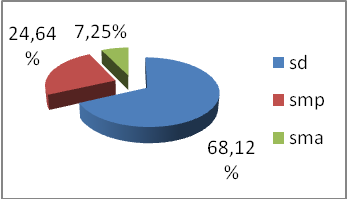 24,64
%
7,25%
sd
smp
sma
68,12
%